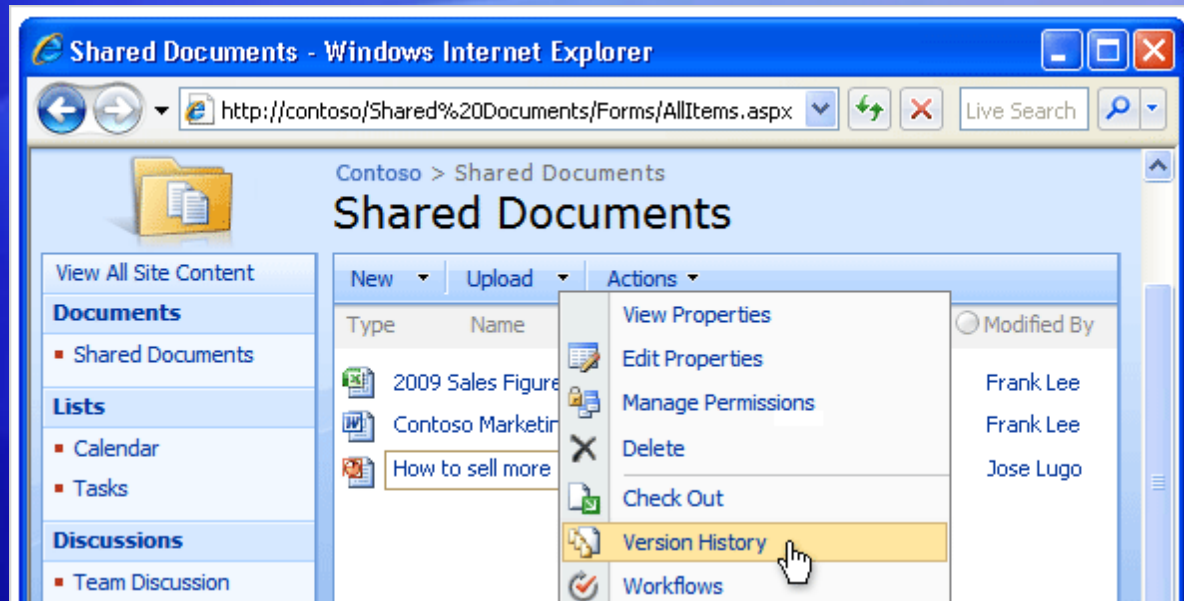 Shared Documents - Windows Internet Explorer
http://contoso/Shared%20Documents/Forms/AllItems.aspx
Live Search
Contoso > Shared Documents
Shared Documents
View All Site Content
New Upload Actions
Documents
Type Name Modified By
View Properties
Shared Documents
Edit Properties
2009 Sales Figure Frank Lee
Lists
Manage Permissions
Contoso Marketin Frank Lee
Calendar
Delete
How to sell more Jose Lugo
Tasks
Check Out
Discussions
Version History
Team Discussion
Workflows